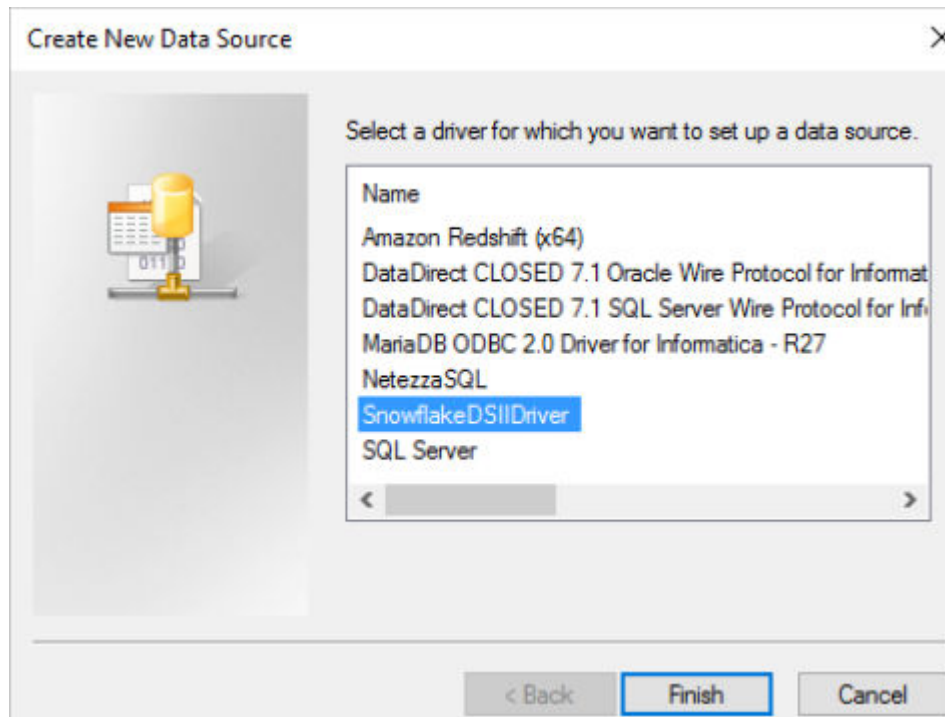 Create New Data Source
Select a driver for which you want to set up a data source.
Name
Amazon Redshift (x64)
DataDirect CLOSED 7.1 Oracle Wire Protocol for Informat
DataDirect CLOSED 7.1 SQL Server Wire Protocol for Inf
MariaDB ODBC 2.0 Driver for Informatica - R27
NetezzaSQL
SnowflakeDSIIDriver
SQL Server
< Back Finish Cancel